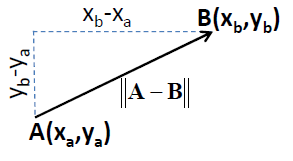 x_b-x_a
B(x_b,y_b)
y_b-y_a
‖A − B‖
A(x_a,y_a)